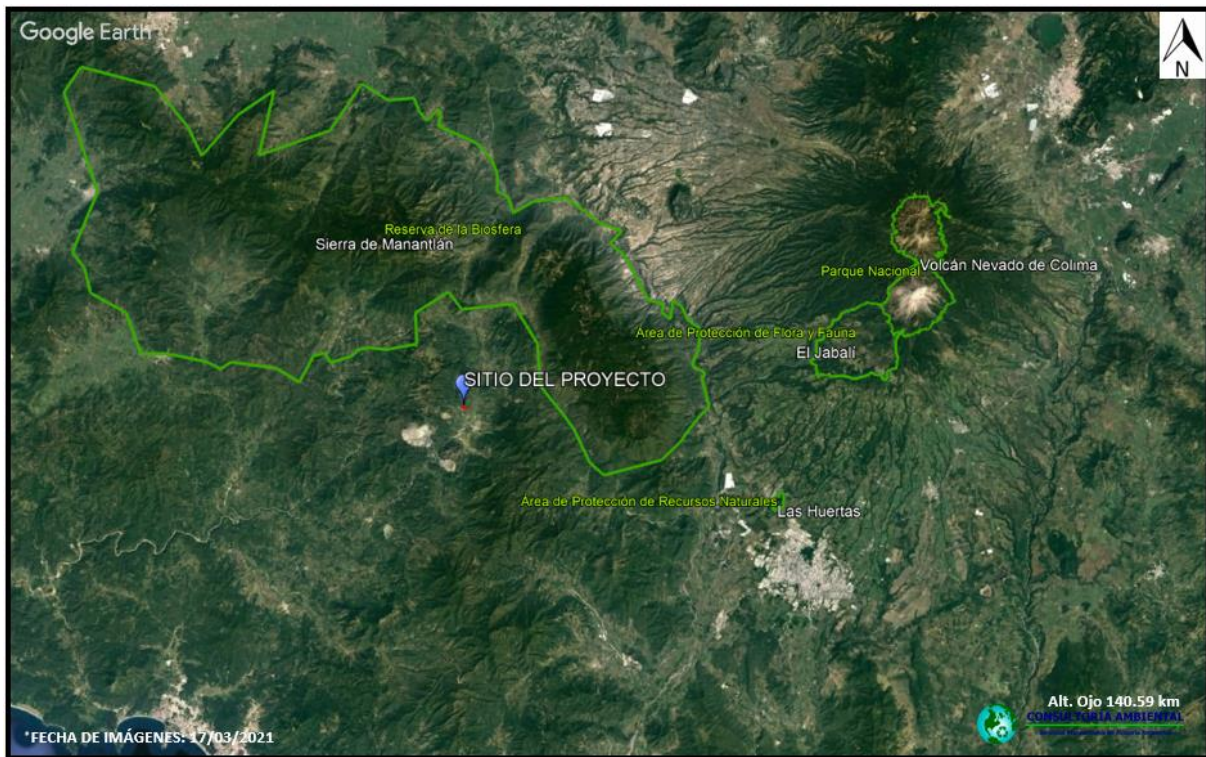 Google Earth
N
Reserva de la Biosfera
Sierra de Manantlán
Parque Nacional
Volcán Nevado de Colima
Área de Protección de Flora y Fauna
El Jabalí
SITIO DEL PROYECTO
Área de Protección de Recursos Naturales
Las Huertas
Alt. Ojo 140.59 km
CONSULTORÍA AMBIENTAL
*FECHA DE IMÁGENES: 17/03/2021